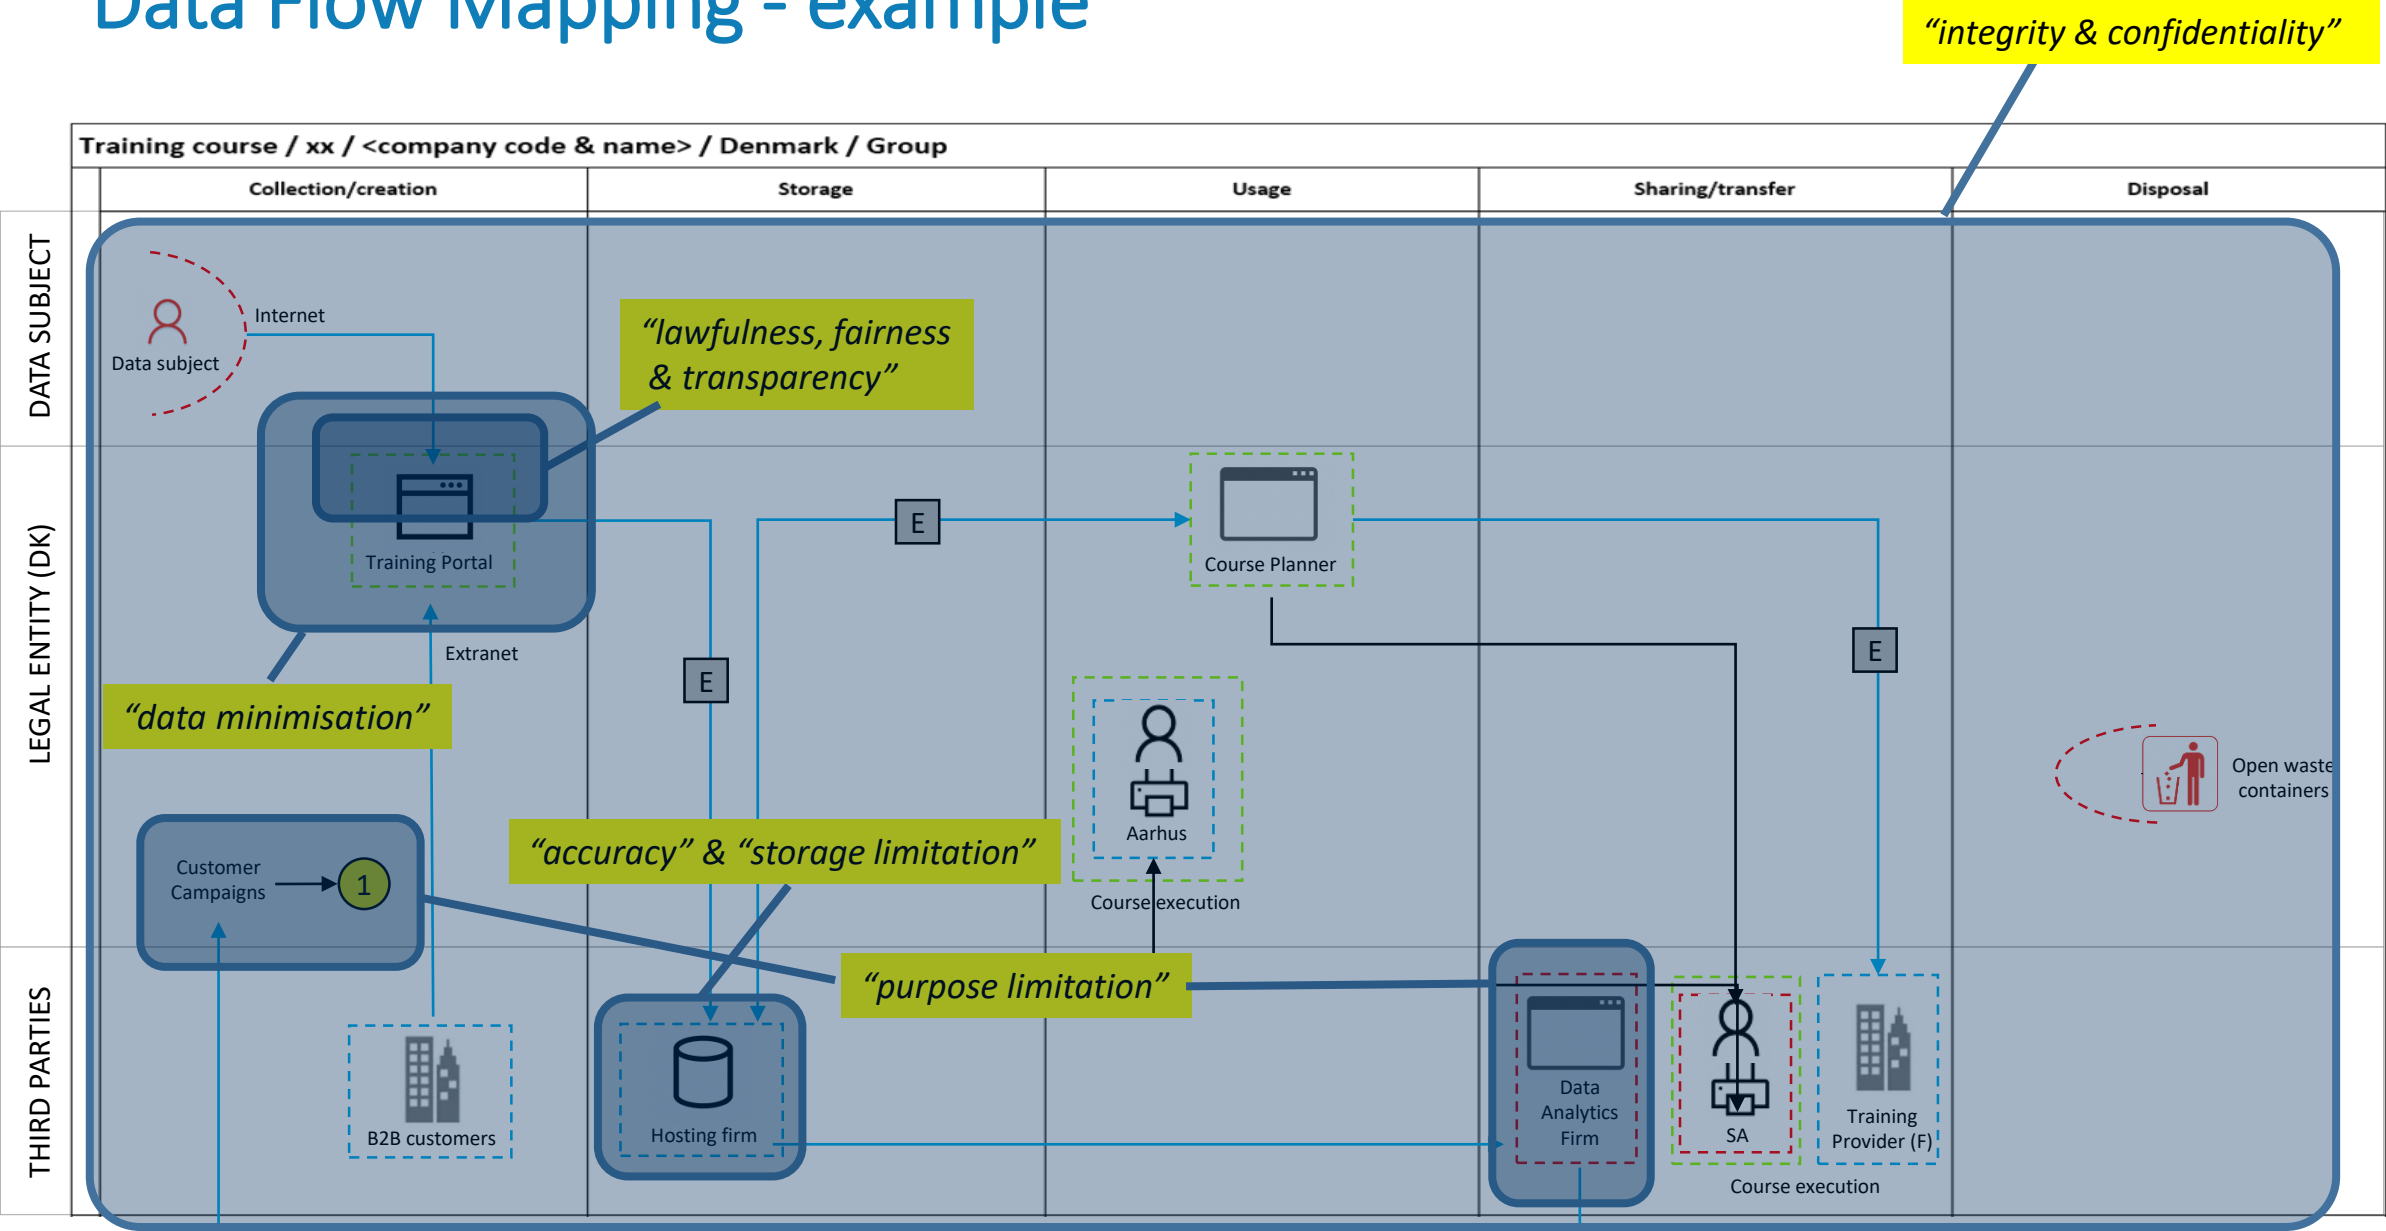 Data Flow Mapping - example
“integrity & confidentiality”
Training course / xx / <company code & name> / Denmark / Group
Collection/creation
Storage
Usage
Sharing/transfer
Disposal
DATA SUBJECT
Internet
Data subject
“lawfulness, fairness
& transparency”
LEGAL ENTITY (DK)
E
Training Portal
Course Planner
Extranet
E
E
“data minimisation”
Open waste
containers
Aarhus
“accuracy” & “storage limitation”
Customer
Campaigns
1
Course execution
THIRD PARTIES
“purpose limitation”
B2B customers
Hosting firm
Data
Analytics
Firm
SA
Training
Provider (F)
Course execution